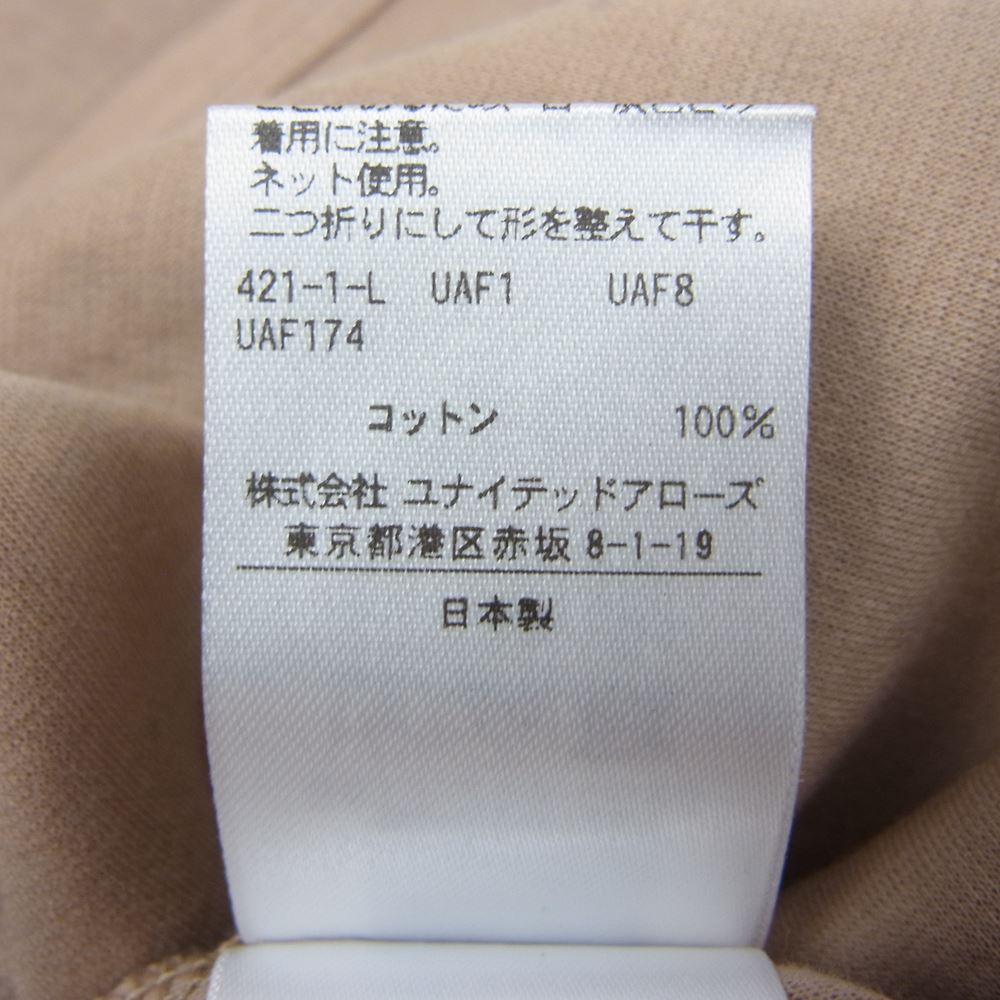 着用に注意。
ネット使用。
二つ折りにして形を整えて干す。
421-1-L UAF1 UAF8
UAF174
コットン 100%
株式会社 ユナイテッドアローズ
東京都港区赤坂 8-1-19
日本製